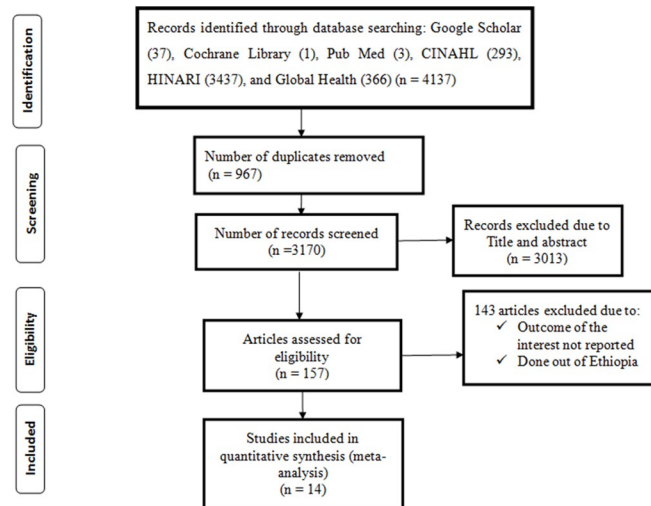 Identification
Records identified through database searching: Google Scholar
(37), Cochrane Library (1), Pub Med (3), CINAHL (293),
HINARI (3437), and Global Health (366) (n = 4137)
Screening
Number of duplicates removed
(n = 967)
Number of records screened
(n =3170)
Records excluded due to
Title and abstract
(n = 3013)
Eligibility
Articles assessed for
eligibility
(n = 157)
143 articles excluded due to:
✓ Outcome of the
interest not reported
✓ Done out of Ethiopia
Included
Studies included in
quantitative synthesis (meta-
analysis)
(n = 14)